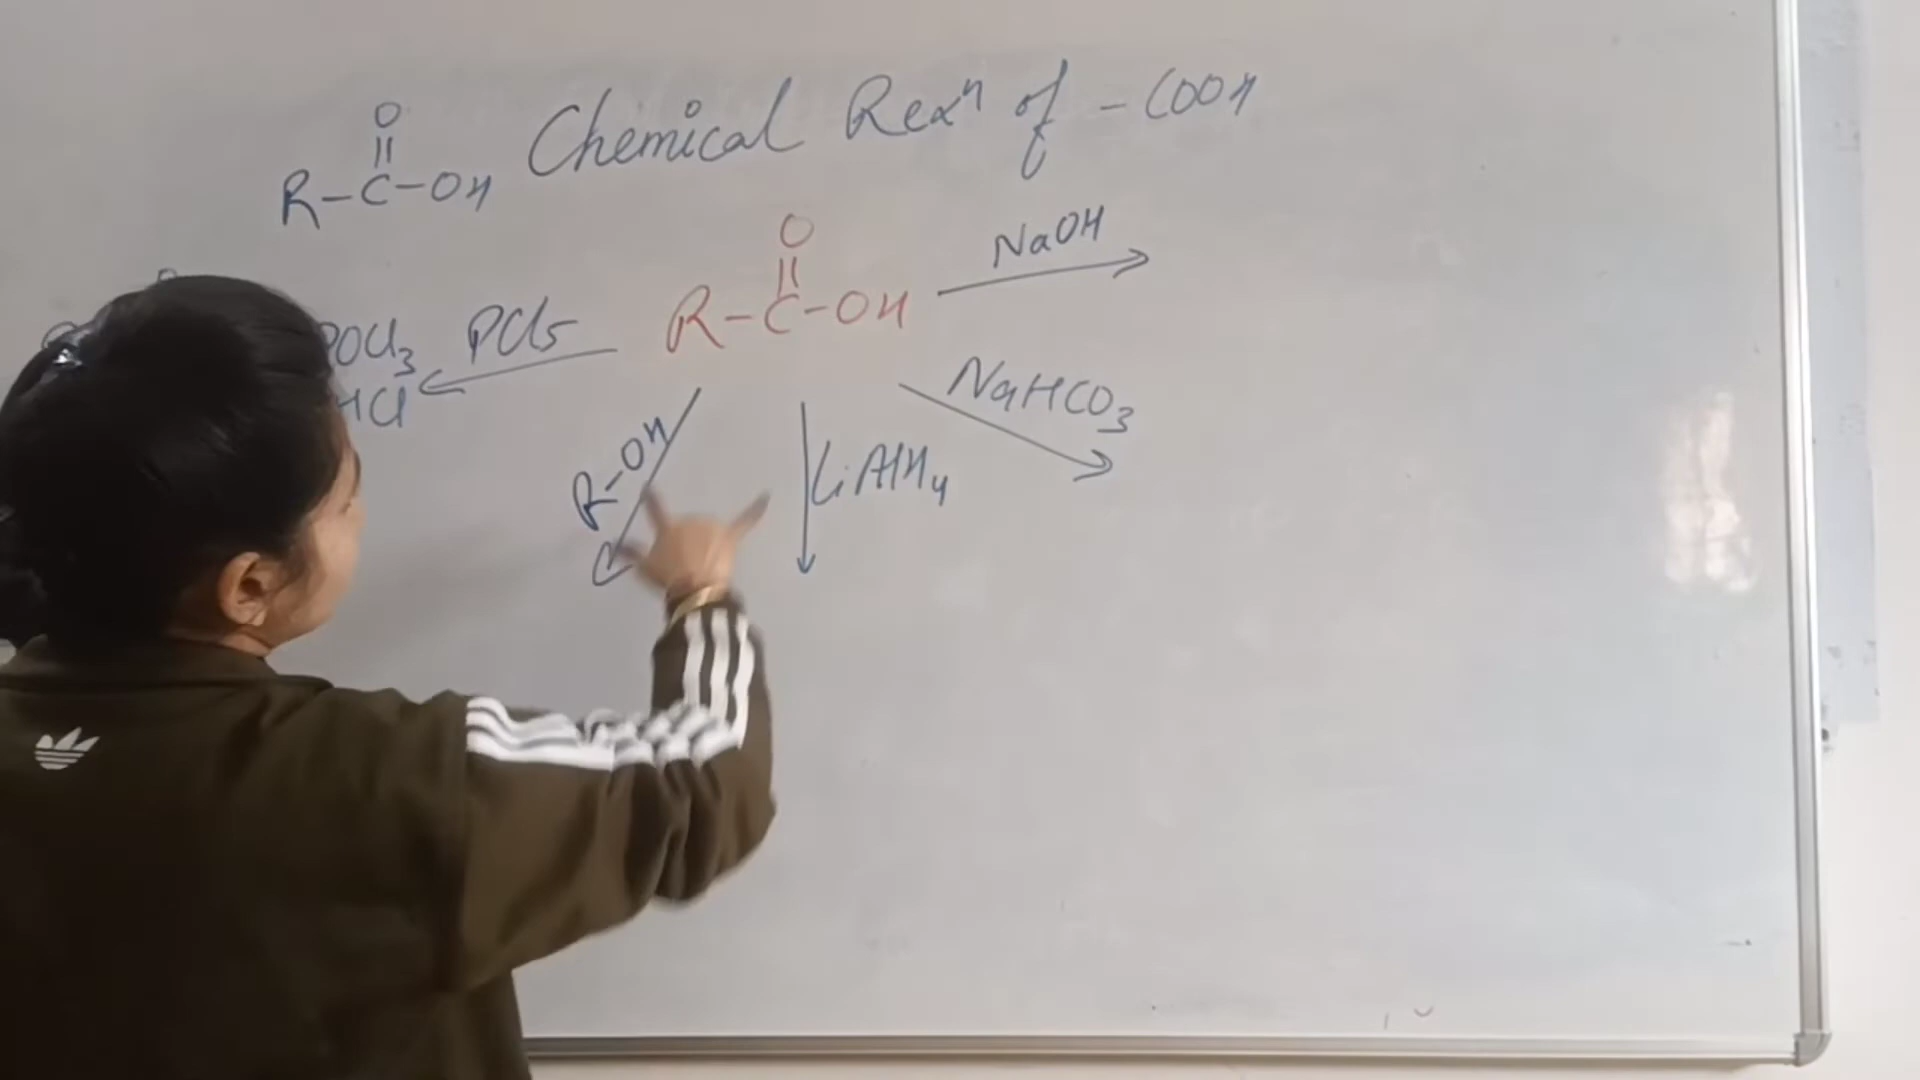 O
||
R-C-OH Chemical Rexⁿ of -COOH
O
||
R-C-OH
NaOH
PCl5
POCl3
HCl
NaHCO3
R-OH
LiAlH4